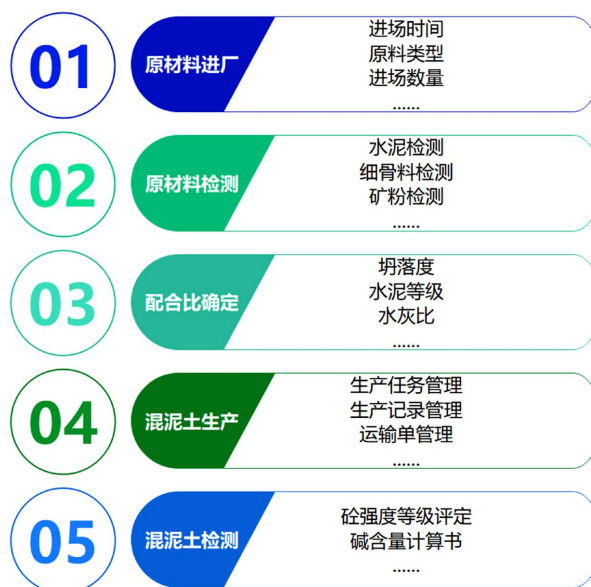 01
原材料进厂
进场时间
原料类型
进场数量
......
02
原材料检测
水泥检测
细骨料检测
矿粉检测
......
03
配合比确定
坍落度
水泥等级
水灰比
......
04
混泥土生产
生产任务管理
生产记录管理
运输单管理
......
05
混泥土检测
砼强度等级评定
碱含量计算书
......